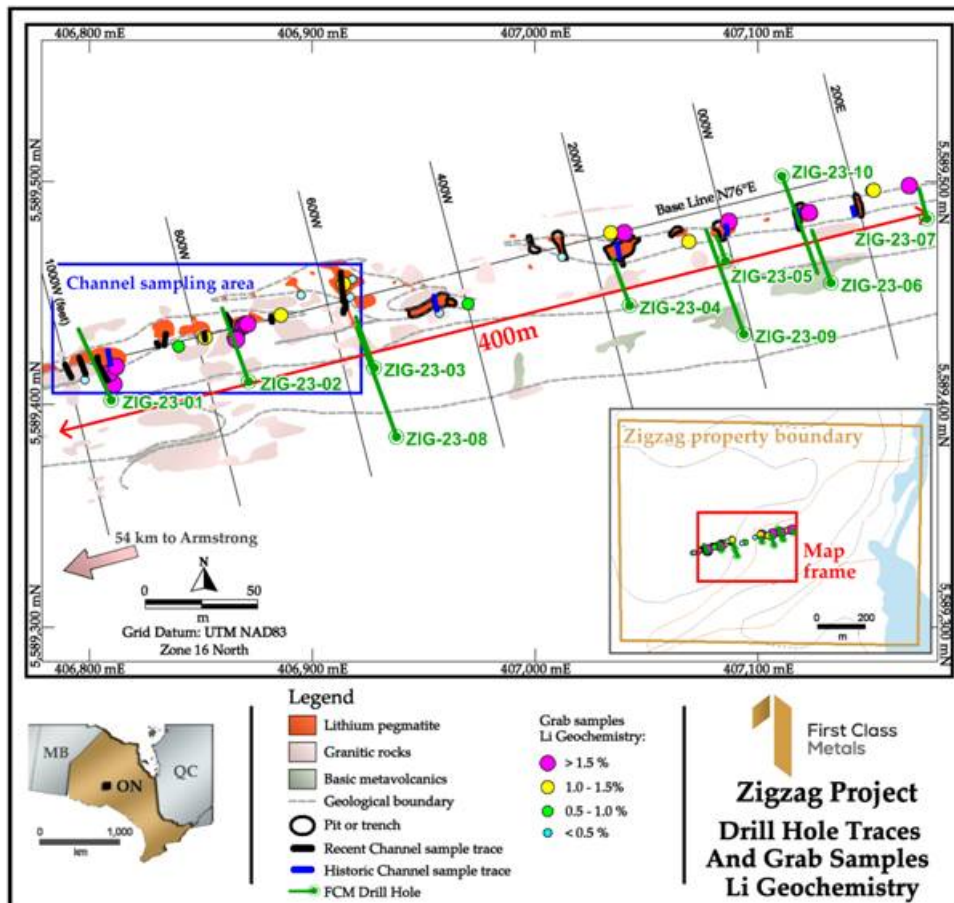 406,800 mE
406,900 mE
407,000 mE
407,100 mE
5,589,500 mN
5,589,500 mN
5,589,400 mN
5,589,400 mN
5,589,300 mN
5,589,300 mN
1000W (feet)
800W
600W
400W
200W
000W
200E
Base Line N76°E
Channel sampling area
ZIG-23-10
ZIG-23-07
ZIG-23-05
ZIG-23-06
ZIG-23-04
ZIG-23-09
400m
ZIG-23-03
ZIG-23-02
ZIG-23-01
ZIG-23-08
Zigzag property boundary
Map
frame
0 200
m
54 km to Armstrong
N
0 50
m
Grid Datum: UTM NAD83
Zone 16 North
406,800 mE
406,900 mE
407,000 mE
407,100 mE
MB
ON
QC
0 1,000
km
Legend
Lithium pegmatite
Granitic rocks
Basic metavolcanics
Geological boundary
Pit or trench
Recent Channel sample trace
Historic Channel sample trace
FCM Drill Hole
Grab samples
Li Geochemistry:
> 1.5 %
1.0 - 1.5%
0.5 - 1.0 %
< 0.5 %
First Class
Metals
Zigzag Project
Drill Hole Traces
And Grab Samples
Li Geochemistry